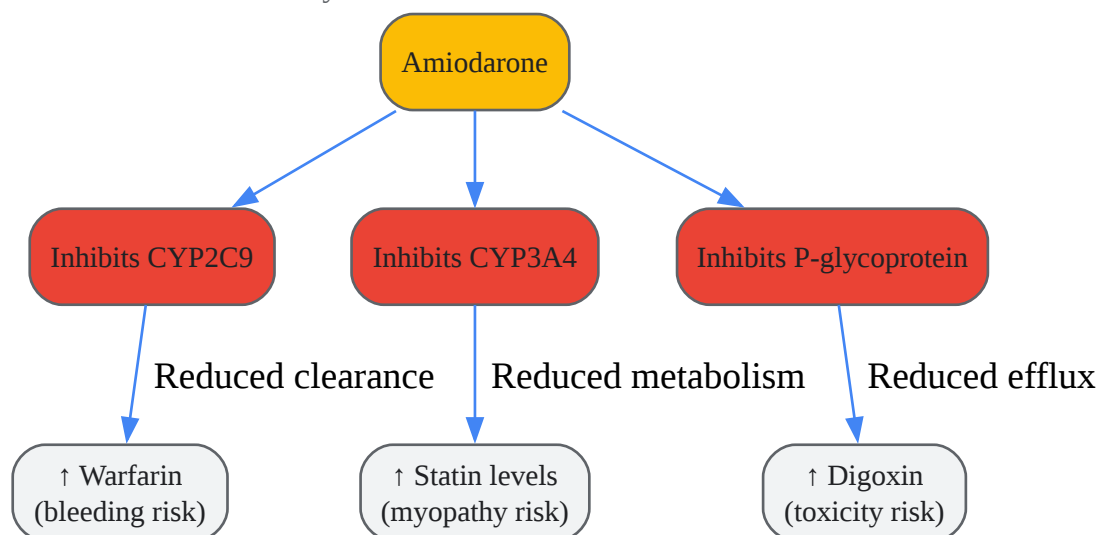 Amiodarone
Inhibits CYP2C9
Inhibits CYP3A4
Inhibits P-glycoprotein
Reduced clearance
Reduced metabolism
Reduced efflux
↑ Warfarin
(bleeding risk)
↑ Statin levels
(myopathy risk)
↑ Digoxin
(toxicity risk)